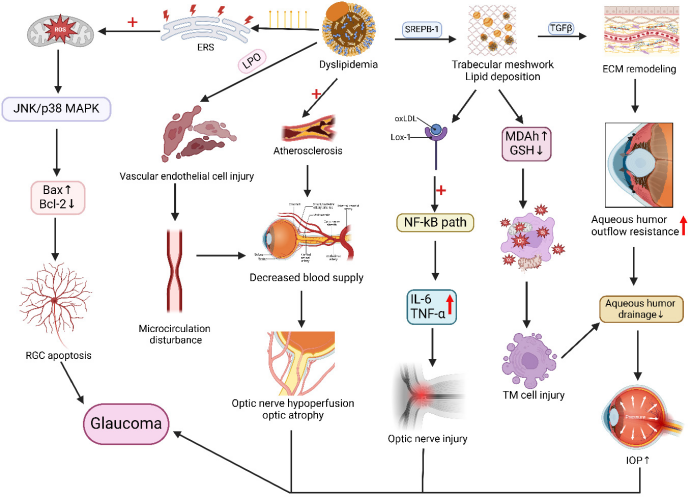 ROS
+
ERS
LPO
Dyslipidemia
SREPB-1
Trabecular meshwork
Lipid deposition
TGFβ
ECM remodeling
JNK/p38 MAPK
Vascular endothelial cell injury
+
Atherosclerosis
oxLDL
Lox-1
MDAh↑
GSH↓
Bax↑
Bcl-2↓
+
NF-kB path
Aqueous humor
outflow resistance
Decreased blood supply
Microcirculation
disturbance
IL-6
TNF-α
Aqueous humor
drainage↓
RGC apoptosis
Optic nerve hypoperfusion
optic atrophy
TM cell injury
Glaucoma
Optic nerve injury
Pressure
IOP↑